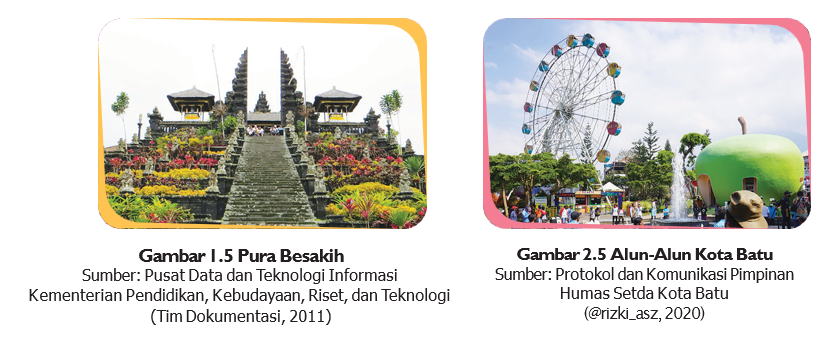 Gambar 1.5 Pura Besakih
Sumber: Pusat Data dan Teknologi Informasi
Kementerian Pendidikan, Kebudayaan, Riset, dan Teknologi
(Tim Dokumentasi, 2011)
Gambar 2.5 Alun-Alun Kota Batu
Sumber: Protokol dan Komunikasi Pimpinan
Humas Setda Kota Batu
(@rizki_asz, 2020)